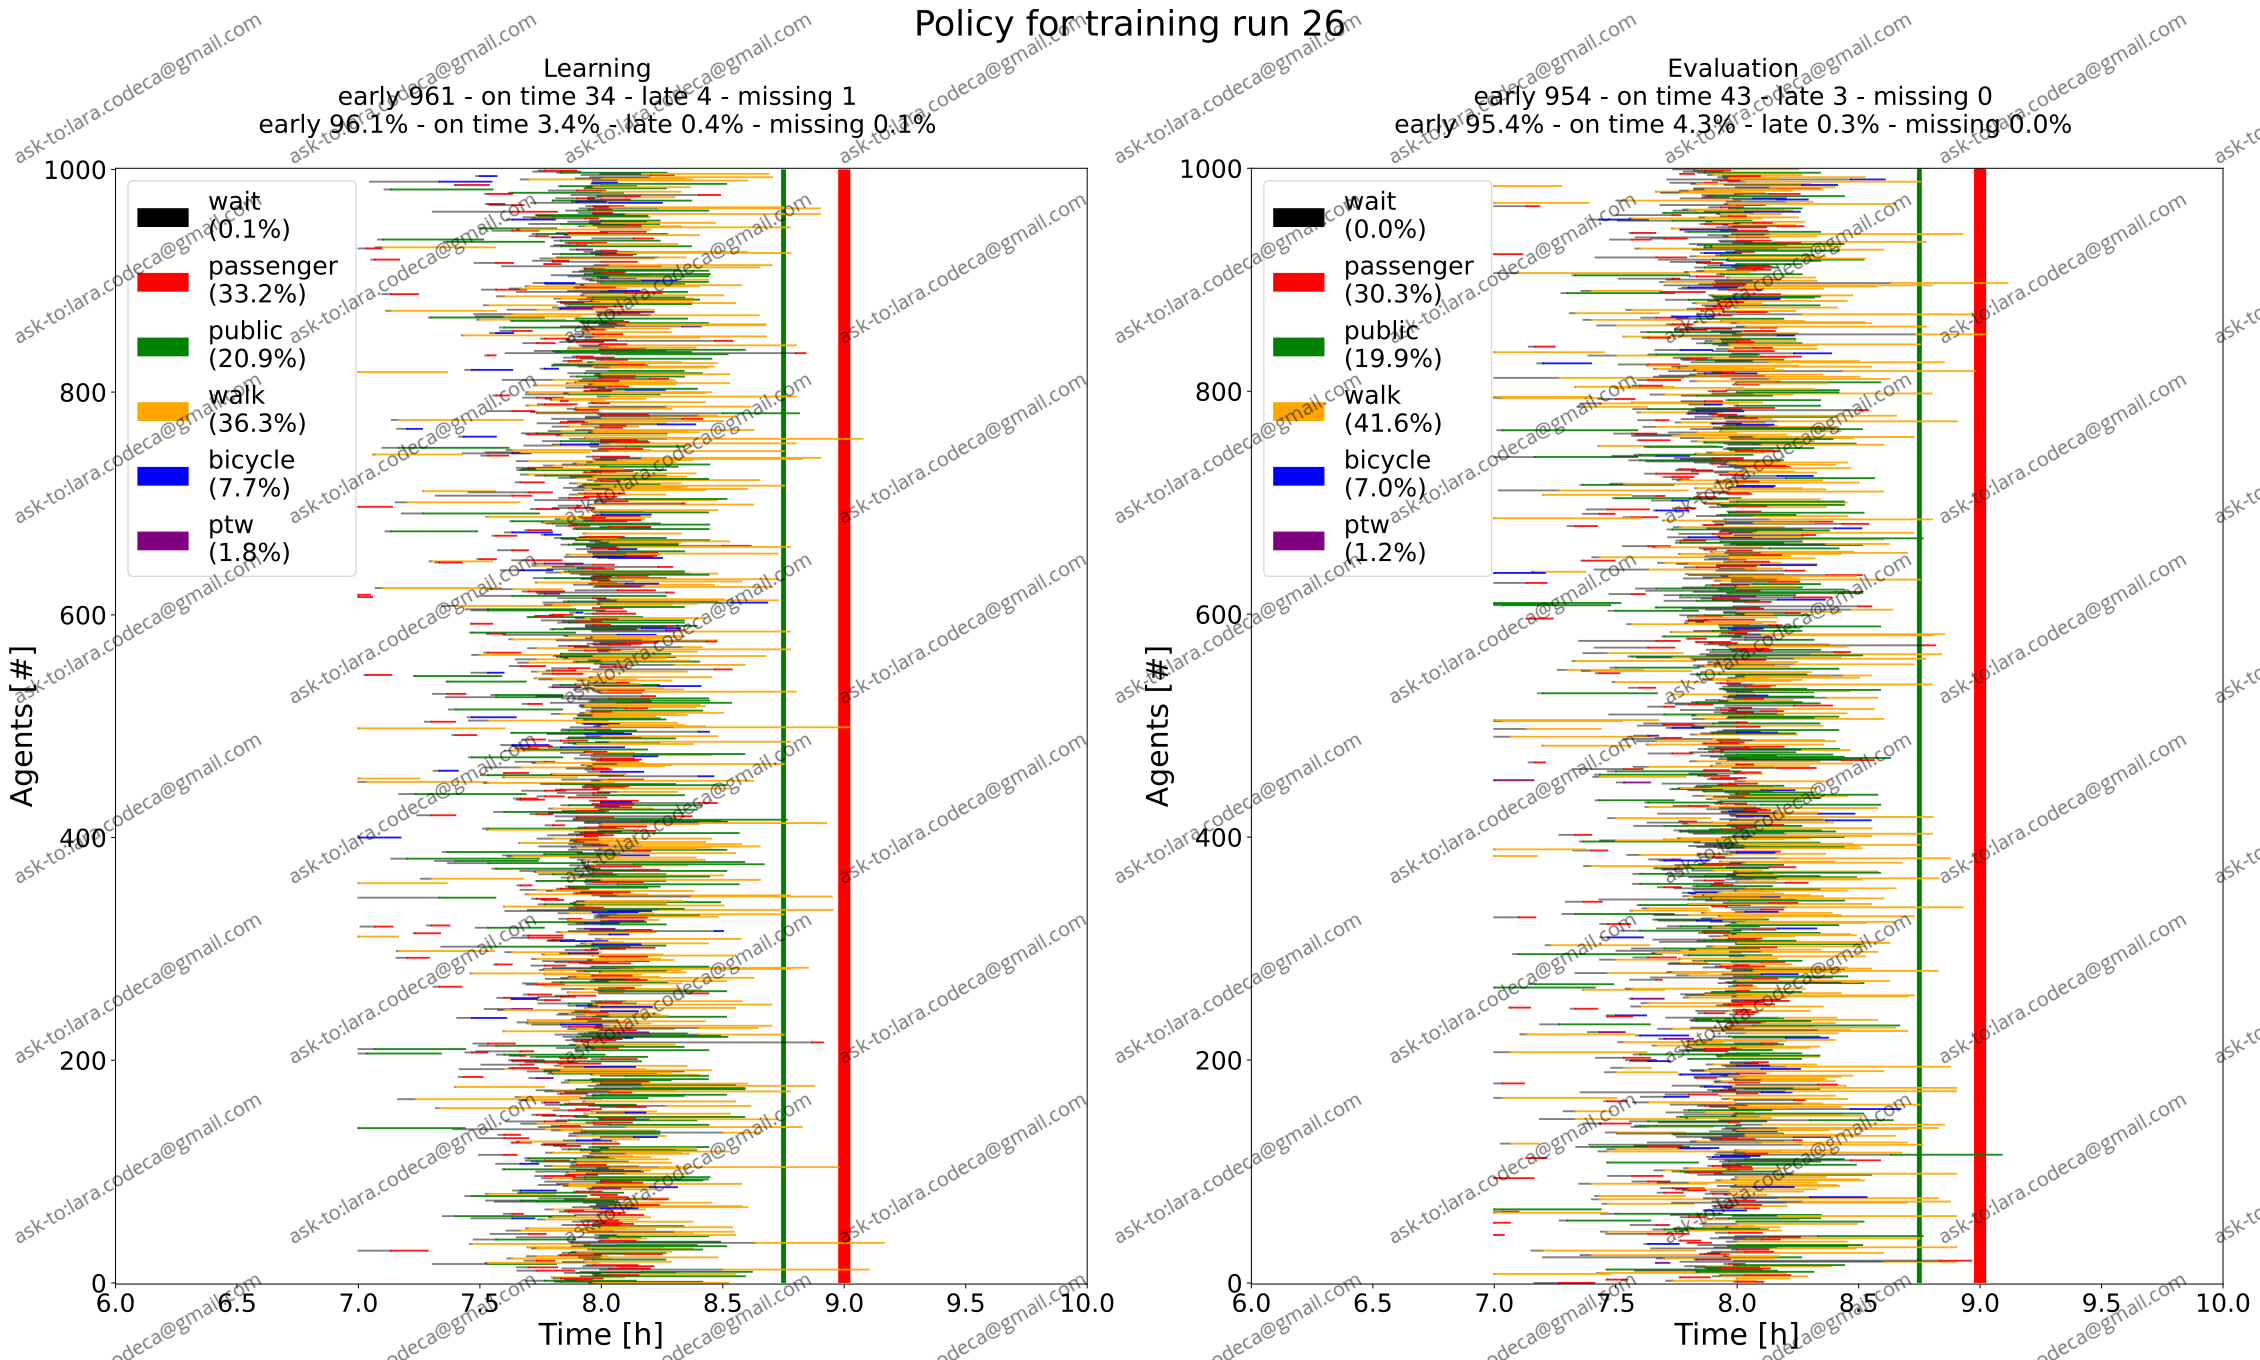 Policy for training run 26
Learning
early 961 - on time 34 - late 4 - missing 1
early 96.1% - on time 3.4% - late 0.4% - missing 0.1%
1000
800
600
400
200
0
Agents [#]
wait
(0.1%)
passenger
(33.2%)
public
(20.9%)
walk
(36.3%)
bicycle
(7.7%)
ptw
(1.8%)
6.0 6.5 7.0 7.5 8.0 8.5 9.0 9.5 10.0
Time [h]
Evaluation
early 954 - on time 43 - late 3 - missing 0
early 95.4% - on time 4.3% - late 0.3% - missing 0.0%
1000
800
600
400
200
0
Agents [#]
wait
(0.0%)
passenger
(30.3%)
public
(19.9%)
walk
(41.6%)
bicycle
(7.0%)
ptw
(1.2%)
6.0 6.5 7.0 7.5 8.0 8.5 9.0 9.5 10.0
Time [h]
ask-to:lara.codeca@gmail.com